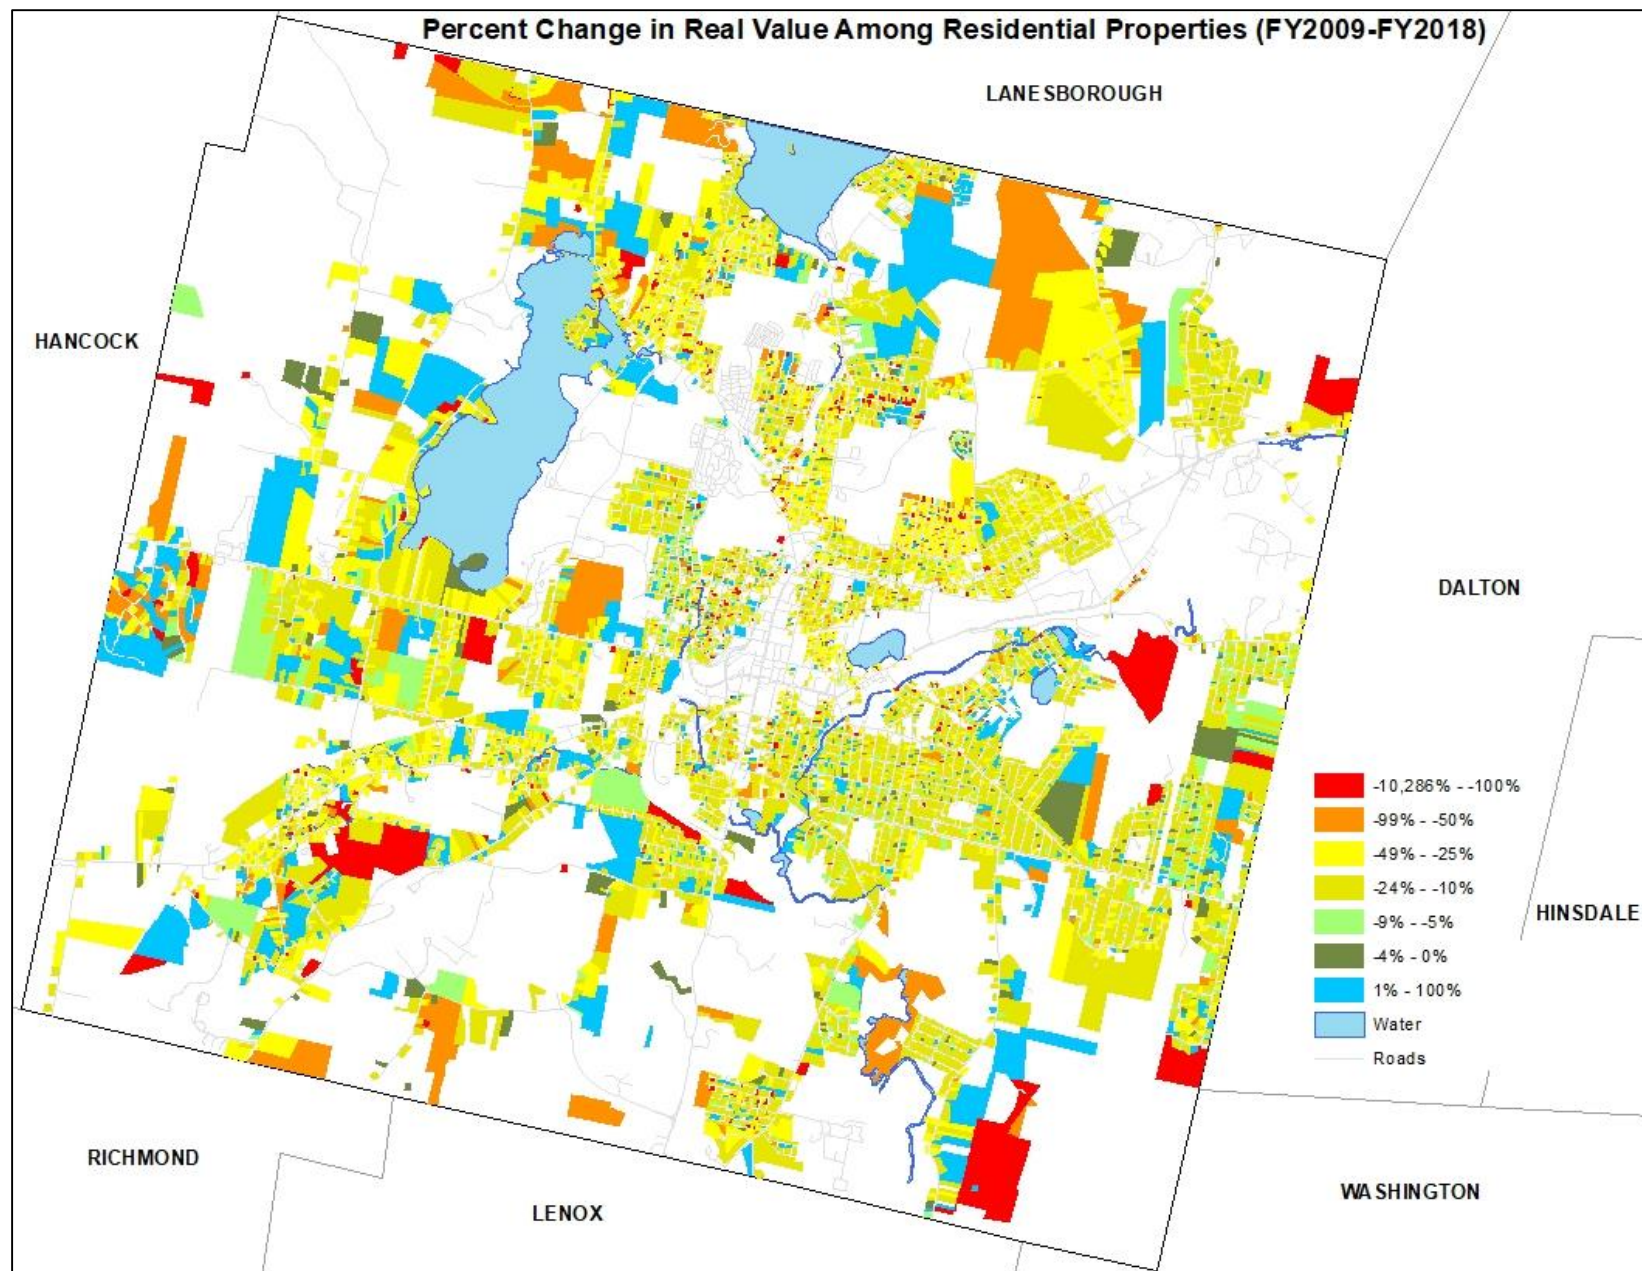 Percent Change in Real Value Among Residential Properties (FY2009-FY2018)
LANESBOROUGH
HANCOCK
DALTON
HINSDALE
-10,286% - -100%
-99% - -50%
-49% - -25%
-24% - -10%
-9% - -5%
-4% - 0%
1% - 100%
Water
Roads
RICHMOND
LENOX
WASHINGTON